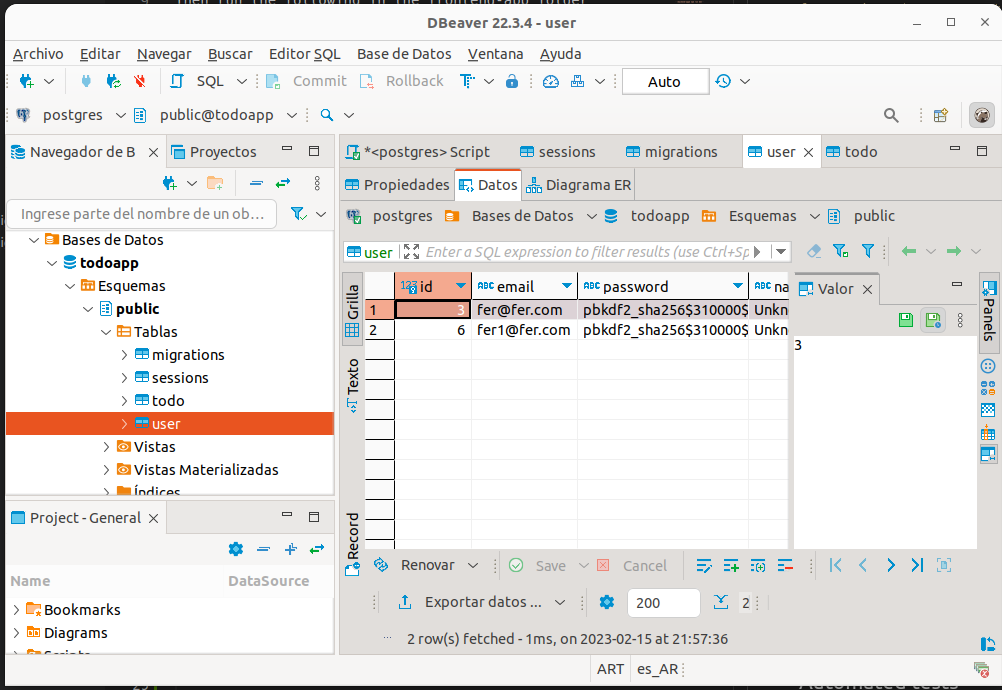 DBeaver 22.3.4 - user
Archivo Editar Navegar Buscar Editor SQL Base de Datos Ventana Ayuda
SQL Commit Rollback Auto
postgres public@todoapp
Navegador de B Proyectos
*<postgres> Script sessions migrations user todo
Propiedades Datos Diagrama ER
Ingrese parte del nombre de un ob...
postgres Bases de Datos todoapp Esquemas public
Bases de Datos
todoapp
Esquemas
public
Tablas
migrations
sessions
todo
user
Vistas
Vistas Materializadas
Índices
user Enter a SQL expression to filter results (use Ctrl+Sp
Grilla
Texto
Record
123 id ABC email ABC password ABC na
1 3 fer@fer.com pbkdf2_sha256$310000$ Unkn
2 6 fer1@fer.com pbkdf2_sha256$310000$ Unkn
Valor
3
Panels
Project - General
Name DataSource
Bookmarks
Diagrams
Renovar Save Cancel
Exportar datos ... 200 2
... 2 row(s) fetched - 1ms, on 2023-02-15 at 21:57:36
ART es_AR